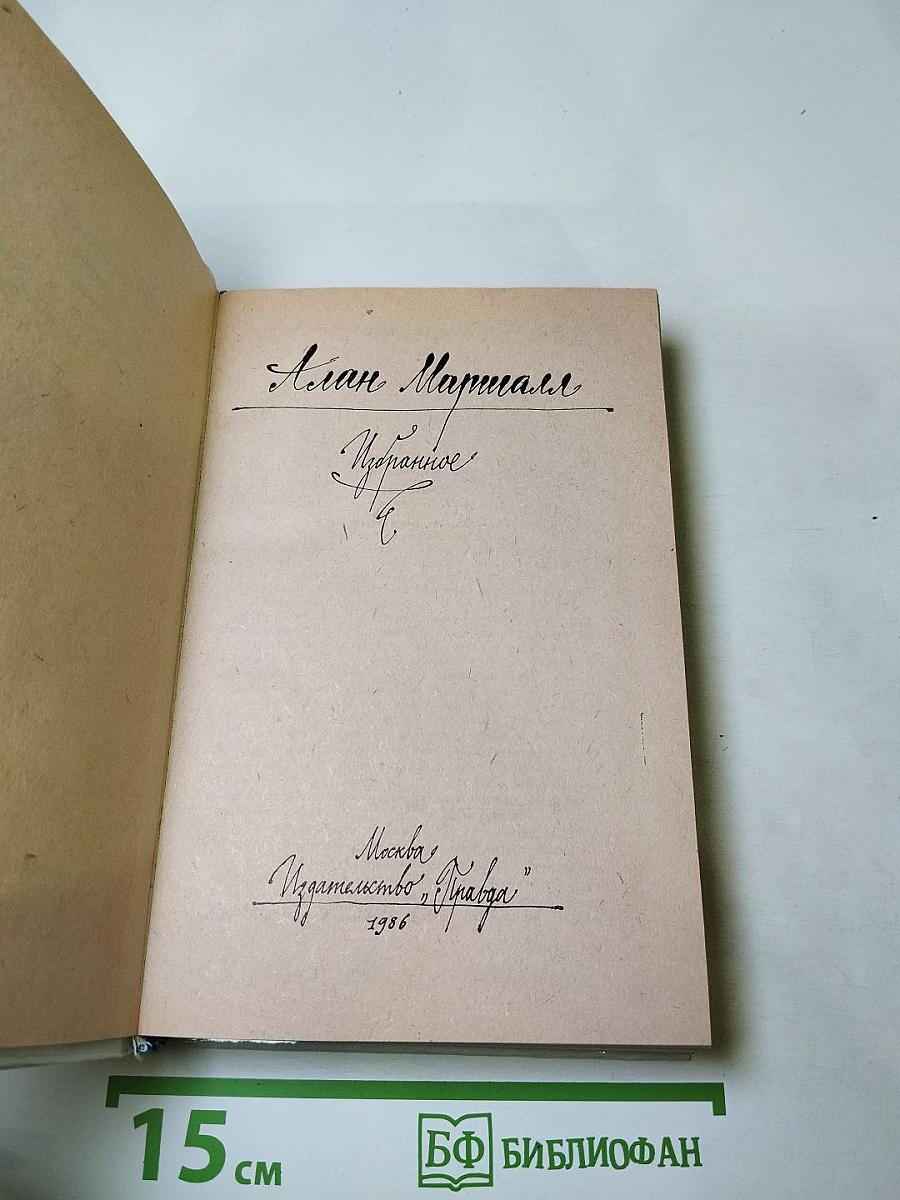 Алан Маршалл
Избранное
Москва
Издательство „Правда”
1986
15 см
БФ БИБЛИОФАН